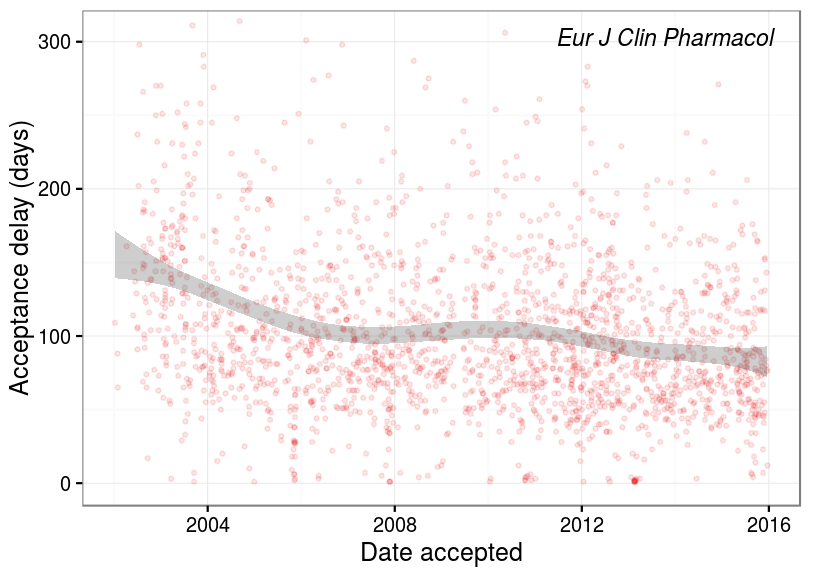 Eur J Clin Pharmacol
Acceptance delay (days)
300
200
100
0
2004 2008 2012 2016
Date accepted